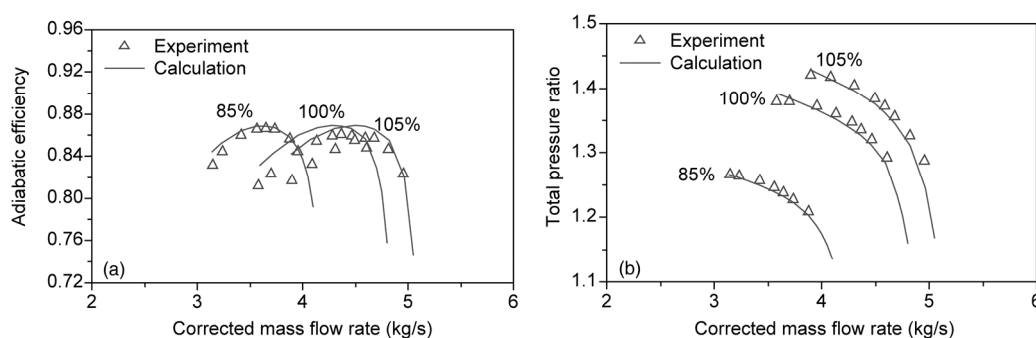 0.96
0.92
0.88
0.84
0.80
0.76
0.72
Adiabatic efficiency
Experiment
Calculation
85%
100%
105%
(a)
2 3 4 5 6
Corrected mass flow rate (kg/s)
1.5
1.4
1.3
1.2
1.1
Total pressure ratio
Experiment
Calculation
105%
100%
85%
(b)
2 3 4 5 6
Corrected mass flow rate (kg/s)